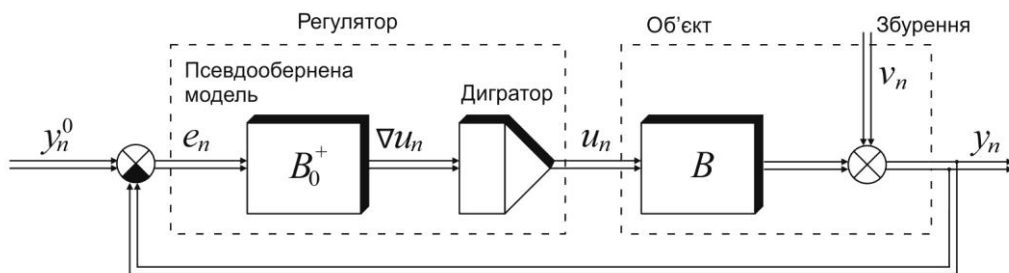 Регулятор
Об’єкт
Збурення
Псевдообернена
модель
Дигратор
y_n^0
e_n
B_0^+
∇u_n
u_n
B
v_n
y_n